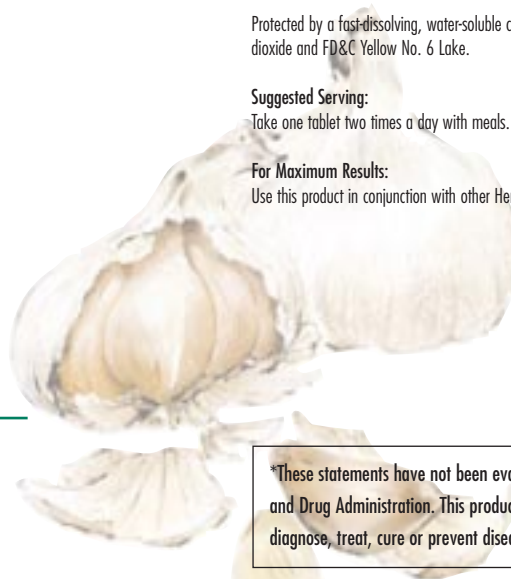 Protected by a fast-dissolving, water-soluble
dioxide and FD&C Yellow No. 6 Lake.
Suggested Serving:
Take one tablet two times a day with meals.
For Maximum Results:
Use this product in conjunction with other
*These statements have not been
and Drug Administration. This
diagnose, treat, cure or prevent